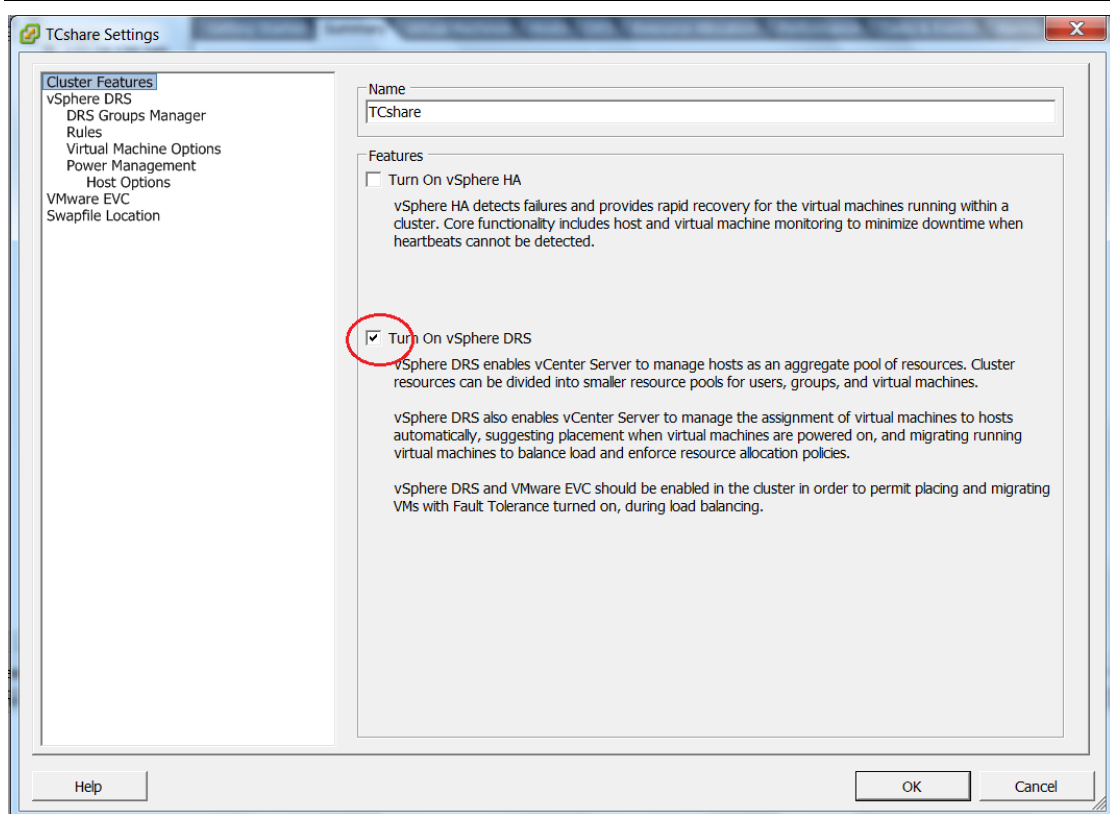 TCshare Settings
Summary
Cluster Features
vSphere DRS
DRS Groups Manager
Rules
Virtual Machine Options
Power Management
Host Options
VMware EVC
Swapfile Location
Name
TCshare
Features
Turn On vSphere HA
vSphere HA detects failures and provides rapid recovery for the virtual machines running within a
cluster. Core functionality includes host and virtual machine monitoring to minimize downtime when
heartbeats cannot be detected.
Turn On vSphere DRS
vSphere DRS enables vCenter Server to manage hosts as an aggregate pool of resources. Cluster
resources can be divided into smaller resource pools for users, groups, and virtual machines.
vSphere DRS also enables vCenter Server to manage the assignment of virtual machines to hosts
automatically, suggesting placement when virtual machines are powered on, and migrating running
virtual machines to balance load and enforce resource allocation policies.
vSphere DRS and VMware EVC should be enabled in the cluster in order to permit placing and migrating
VMs with Fault Tolerance turned on, during load balancing.
Help
OK
Cancel